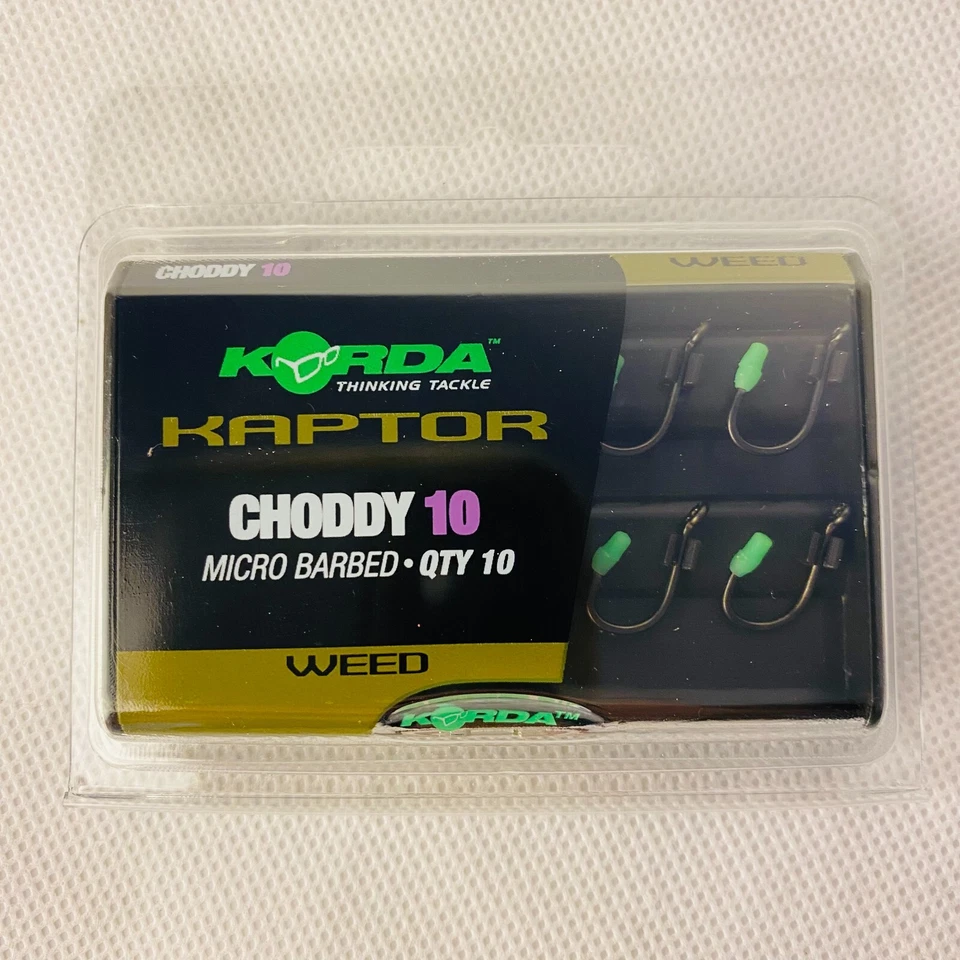 CHODDY 10
WEED
KORDA™
THINKING TACKLE
KAPTOR
CHODDY 10
MICRO BARBED • QTY 10
WEED
KORDA™